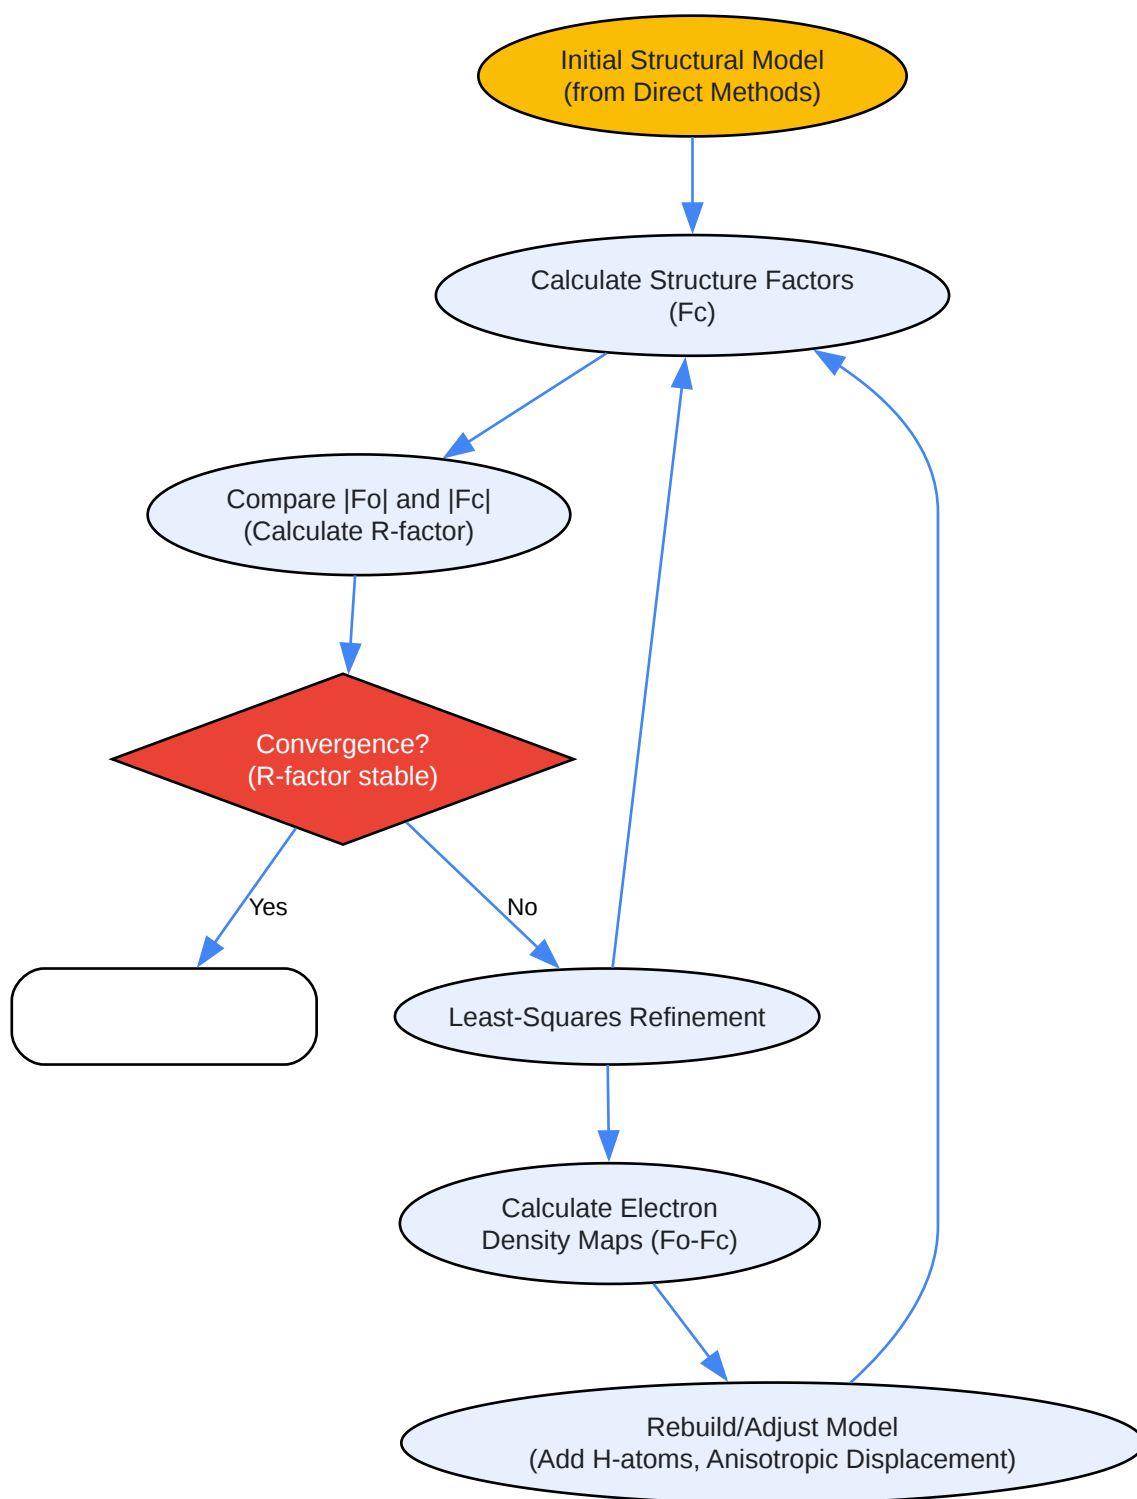 Initial Structural Model
(from Direct Methods)
Calculate Structure Factors
(Fc)
Compare |Fo| and |Fc|
(Calculate R-factor)
Convergence?
(R-factor stable)
Yes
No
Least-Squares Refinement
Calculate Electron
Density Maps (Fo-Fc)
Rebuild/Adjust Model
(Add H-atoms, Anisotropic Displacement)